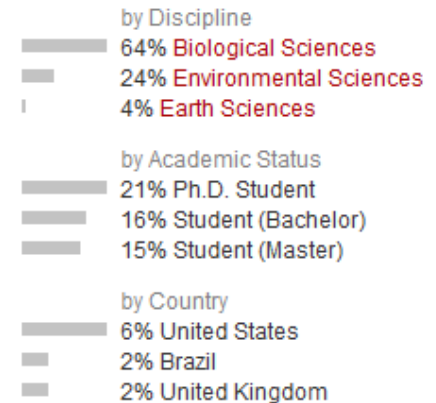 by Discipline
64% Biological Sciences
24% Environmental Sciences
4% Earth Sciences
by Academic Status
21% Ph.D. Student
16% Student (Bachelor)
15% Student (Master)
by Country
6% United States
2% Brazil
2% United Kingdom